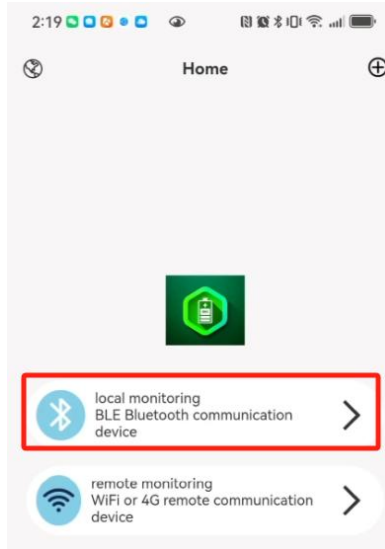 2:19
Home
local monitoring
BLE Bluetooth communication
device
remote monitoring
WiFi or 4G remote communication
device